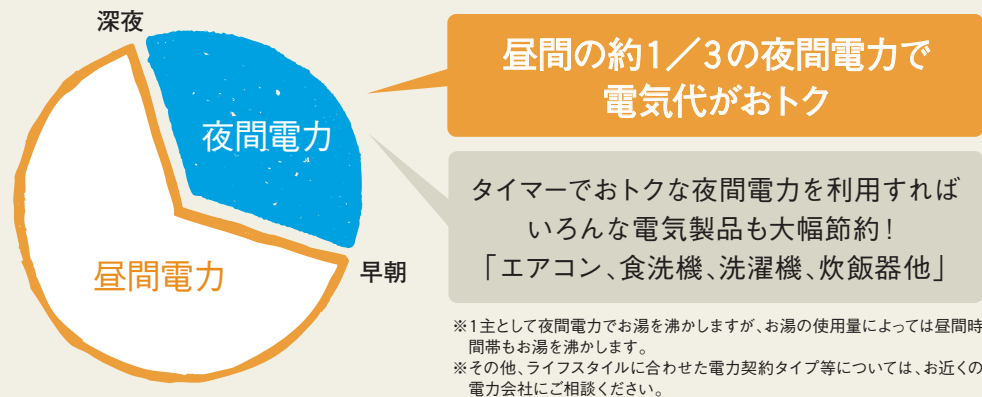 深夜
夜間電力
昼間電力
早朝
昼間の約1／3の夜間電力で
電気代がおトク
タイマーでおトクな夜間電力を利用すれば
いろんな電気製品も大幅節約！
「エアコン、食洗機、洗濯機、炊飯器他」
※1主として夜間電力でお湯を沸かしますが、お湯の使用量によっては昼間時
間帯もお湯を沸かします。
※その他、ライフスタイルに合わせた電力契約タイプ等については、お近くの
電力会社にご相談ください。